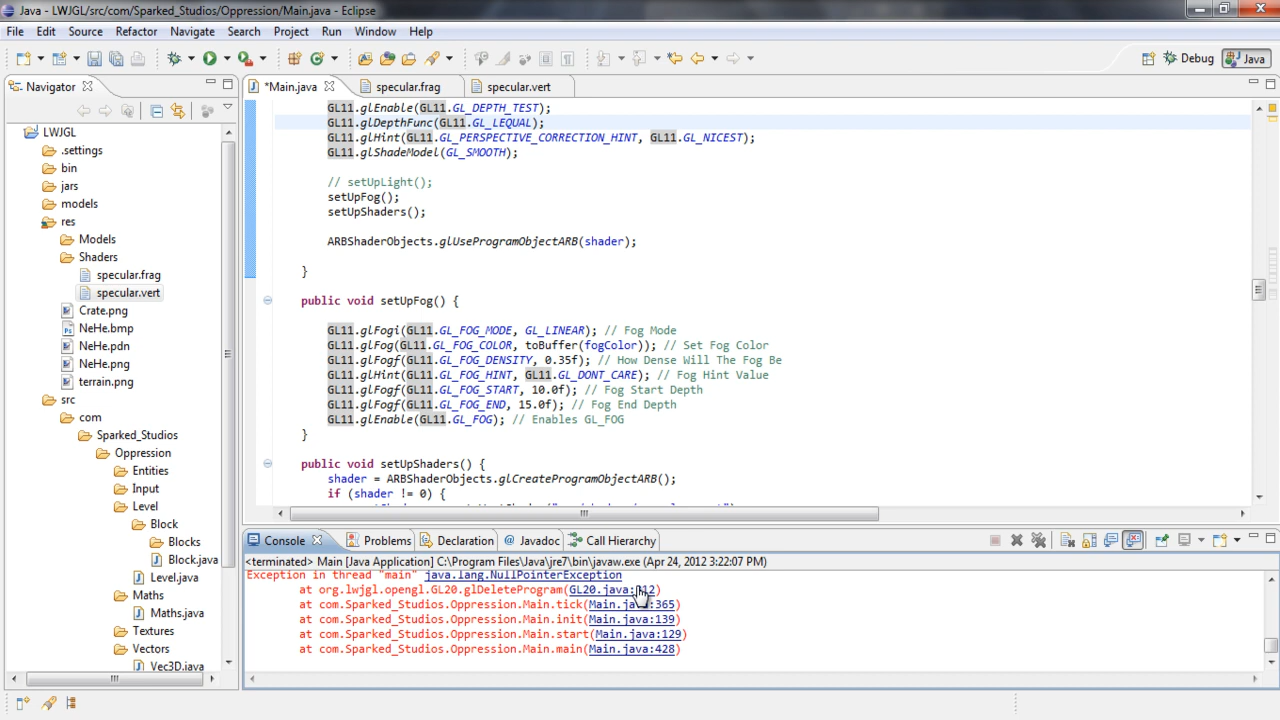 Java - LWJGL/src/com/Sparked_Studios/Oppression/Main.java - Eclipse
File Edit Source Refactor Navigate Search Project Run Window Help
Debug Java
Navigator
LWJGL
.settings
bin
jars
models
res
Models
Shaders
specular.frag
specular.vert
Crate.png
NeHe.bmp
NeHe.pdn
NeHe.png
terrain.png
src
com
Sparked_Studios
Oppression
Entities
Input
Level
Block
Blocks
Block.java
Level.java
Maths
Maths.java
Textures
Vectors
Vec3D.java
*Main.java specular.frag specular.vert
GL11.glEnable(GL11.GL_DEPTH_TEST);
GL11.glDepthFunc(GL11.GL_LEQUAL);
GL11.glHint(GL11.GL_PERSPECTIVE_CORRECTION_HINT, GL11.GL_NICEST);
GL11.glShadeModel(GL_SMOOTH);
// setUpLight();
setUpFog();
setUpShaders();
ARBShaderObjects.glUseProgramObjectARB(shader);
}
public void setUpFog() {
GL11.glFogi(GL11.GL_FOG_MODE, GL_LINEAR); // Fog Mode
GL11.glFog(GL11.GL_FOG_COLOR, toBuffer(fogColor)); // Set Fog Color
GL11.glFogf(GL11.GL_FOG_DENSITY, 0.35f); // How Dense Will The Fog Be
GL11.glHint(GL11.GL_FOG_HINT, GL11.GL_DONT_CARE); // Fog Hint Value
GL11.glFogf(GL11.GL_FOG_START, 10.0f); // Fog Start Depth
GL11.glFogf(GL11.GL_FOG_END, 15.0f); // Fog End Depth
GL11.glEnable(GL11.GL_FOG); // Enables GL_FOG
}
public void setUpShaders() {
shader = ARBShaderObjects.glCreateProgramObjectARB();
if (shader != 0) {
Console Problems Declaration Javadoc Call Hierarchy
<terminated> Main [Java Application] C:\Program Files\Java\jre7\bin\javaw.exe (Apr 24, 2012 3:22:07 PM)
Exception in thread "main" java.lang.NullPointerException
at org.lwjgl.opengl.GL20.glDeleteProgram(
at com.Sparked_Studios.Oppression.Main.tick(Main.java:365)
at com.Sparked_Studios.Oppression.Main.init(Main.java:139)
at com.Sparked_Studios.Oppression.Main.start(Main.java:129)
at com.Sparked_Studios.Oppression.Main.main(Main.java:428)